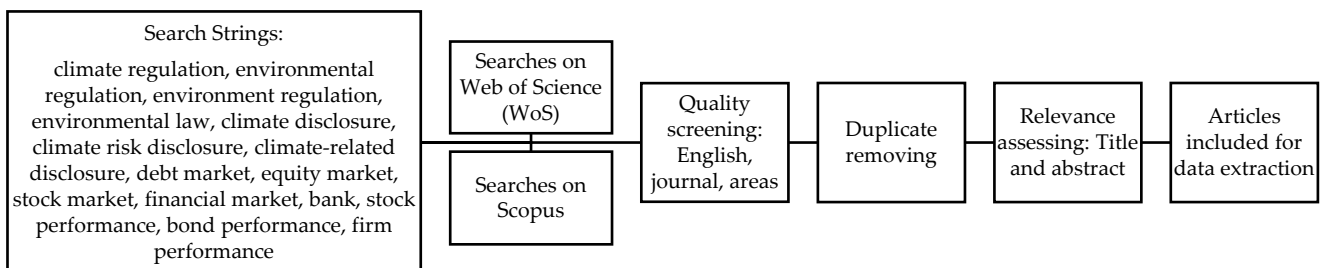 Search Strings:
climate regulation, environmental
regulation, environment regulation,
environmental law, climate disclosure,
climate risk disclosure, climate-related
disclosure, debt market, equity market,
stock market, financial market, bank, stock
performance, bond performance, firm
performance
Searches on
Web of Science
(WoS)
Searches on
Scopus
Quality
screening:
English,
journal, areas
Duplicate
removing
Relevance
assessing: Title
and abstract
Articles
included for
data extraction